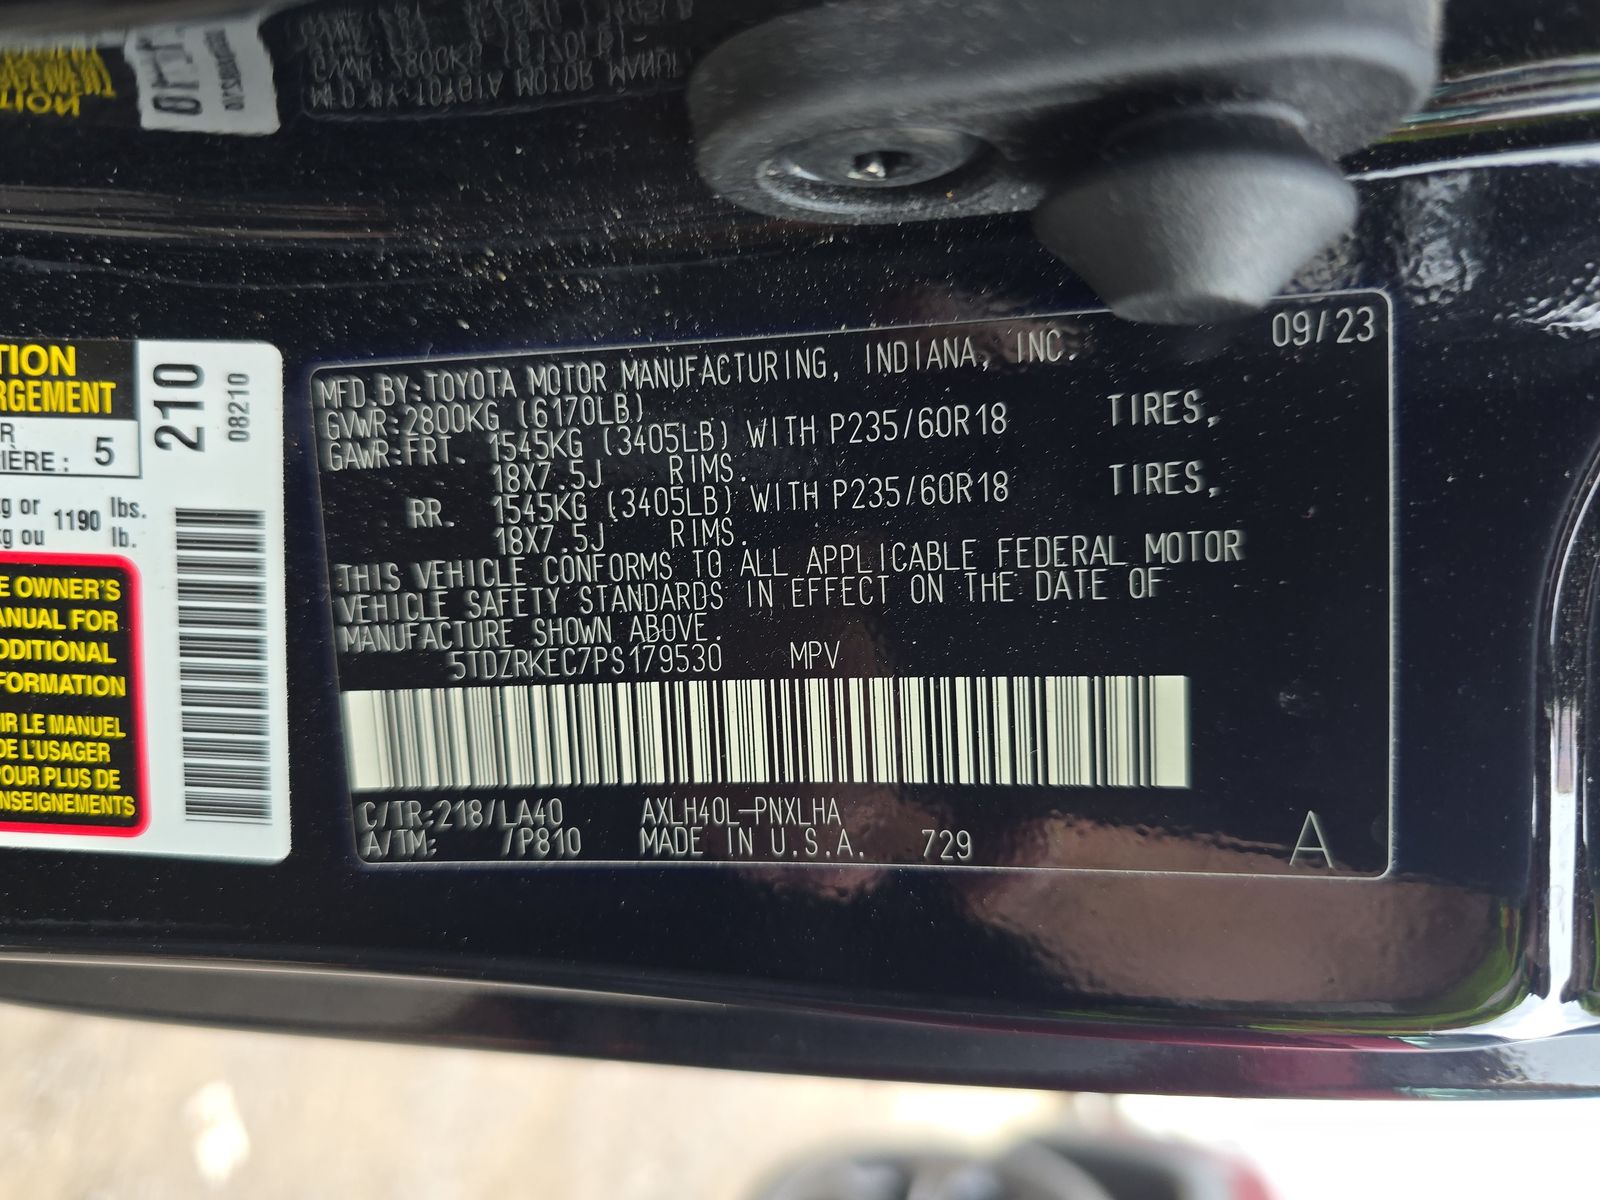 TION
RGEMENT
R
IÈRE : 5
kg or 1190 lbs.
kg ou lb.
E OWNER'S
ANUAL FOR
DDITIONAL
FORMATION
IR LE MANUEL
DE L'USAGER
POUR PLUS DE
NSEIGNEMENTS
210
08210
09/23
MFD.BY:TOYOTA MOTOR MANUFACTURING, INDIANA, INC.
GVWR:2800KG (6170LB)
GAWR:FRT. 1545KG (3405LB) WITH P235/60R18 TIRES,
18X7.5J RIMS.
RR. 1545KG (3405LB) WITH P235/60R18 TIRES,
18X7.5J RIMS.
THIS VEHICLE CONFORMS TO ALL APPLICABLE FEDERAL MOTOR
VEHICLE SAFETY STANDARDS IN EFFECT ON THE DATE OF
MANUFACTURE SHOWN ABOVE.
5TDZRKEC7PS179530 MPV
C/TR:218/LA40 AXLH40L-PNXLHA
A/TM: /P810 MADE IN U.S.A. 729
A